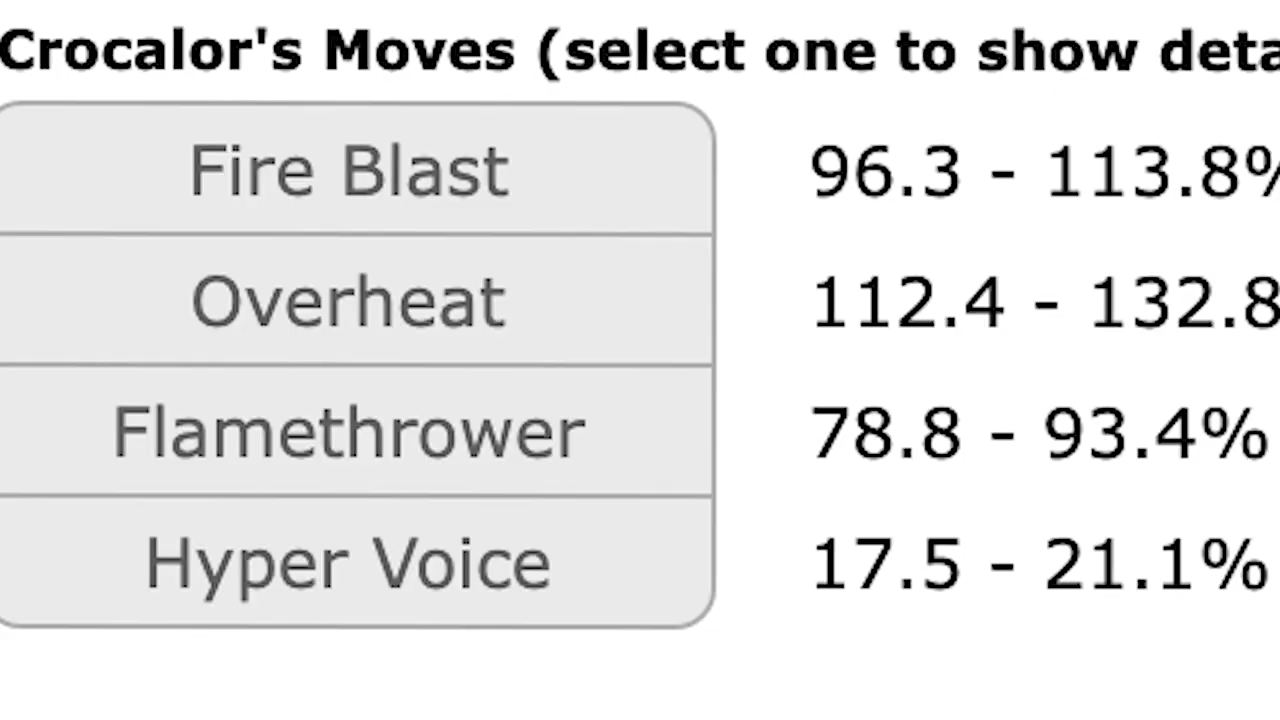 Crocalor's Moves (select one to show deta
Fire Blast 96.3 - 113.8%
Overheat 112.4 - 132.8
Flamethrower 78.8 - 93.4%
Hyper Voice 17.5 - 21.1%